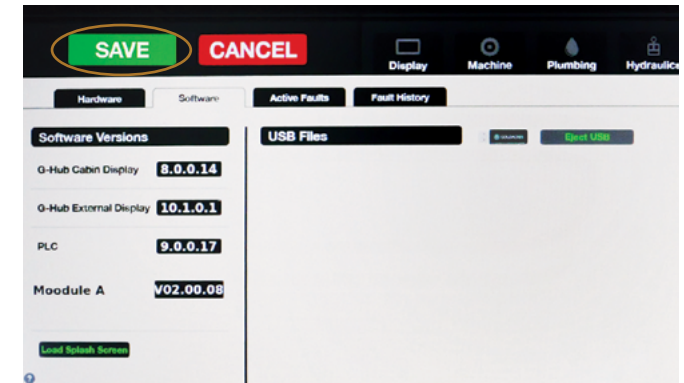 SAVE CANCEL
Display Machine Plumbing Hydraulics
Hardware Software Active Faults Fault History
Software Versions USB Files Eject USB
G-Hub Cabin Display 8.0.0.14
G-Hub External Display 10.1.0.1
PLC 9.0.0.17
Moodule A V02.00.08
Load Splash Screen
?